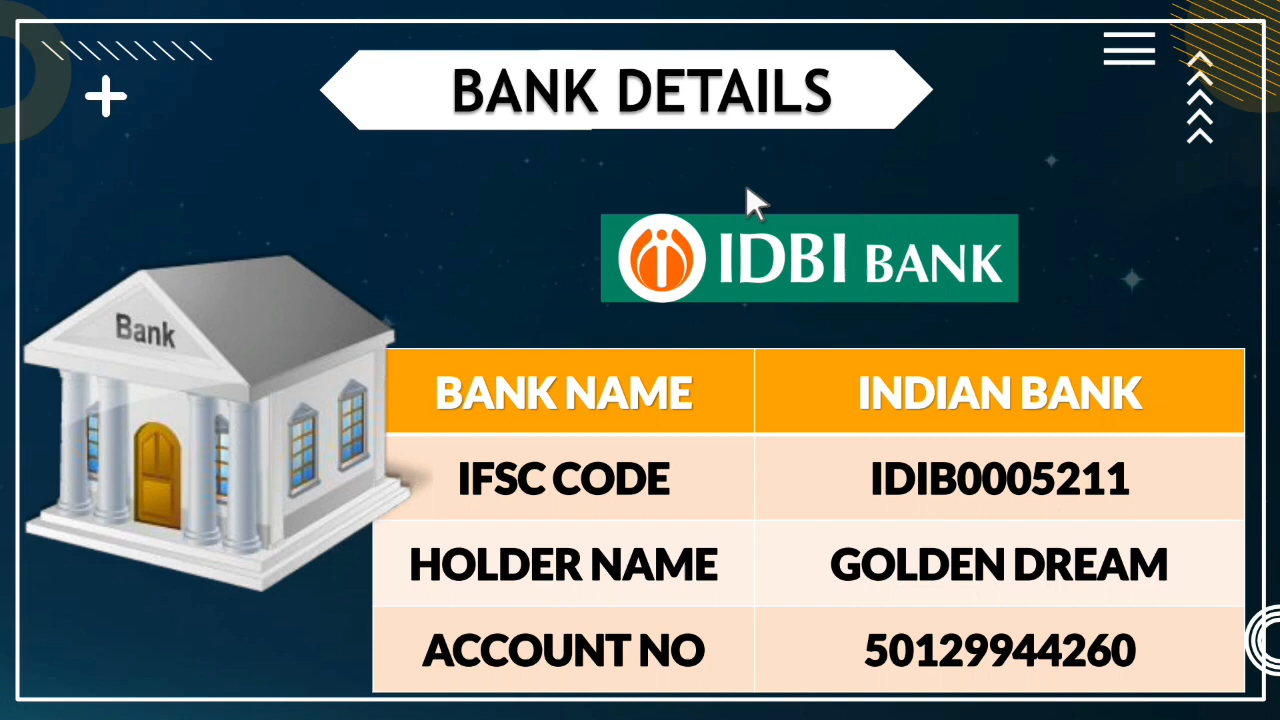 BANK DETAILS
IDBI BANK
Bank
BANK NAME INDIAN BANK
IFSC CODE IDIB0005211
HOLDER NAME GOLDEN DREAM
ACCOUNT NO 50129944260